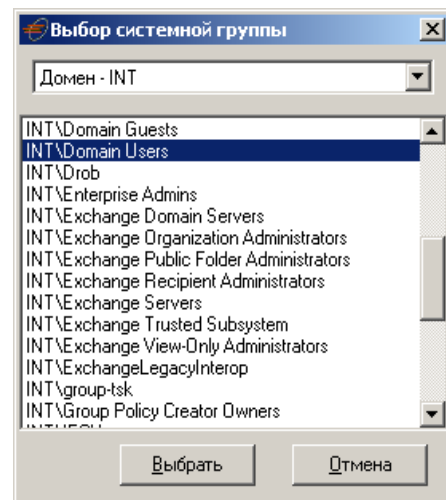 Выбор системной группы
Домен - INT
INT\Domain Guests
INT\Domain Users
INT\Drob
INT\Enterprise Admins
INT\Exchange Domain Servers
INT\Exchange Organization Administrators
INT\Exchange Public Folder Administrators
INT\Exchange Recipient Administrators
INT\Exchange Servers
INT\Exchange Trusted Subsystem
INT\Exchange View-Only Administrators
INT\ExchangeLegacyInterop
INT\group-tsk
INT\Group Policy Creator Owners
Выбрать
Отмена